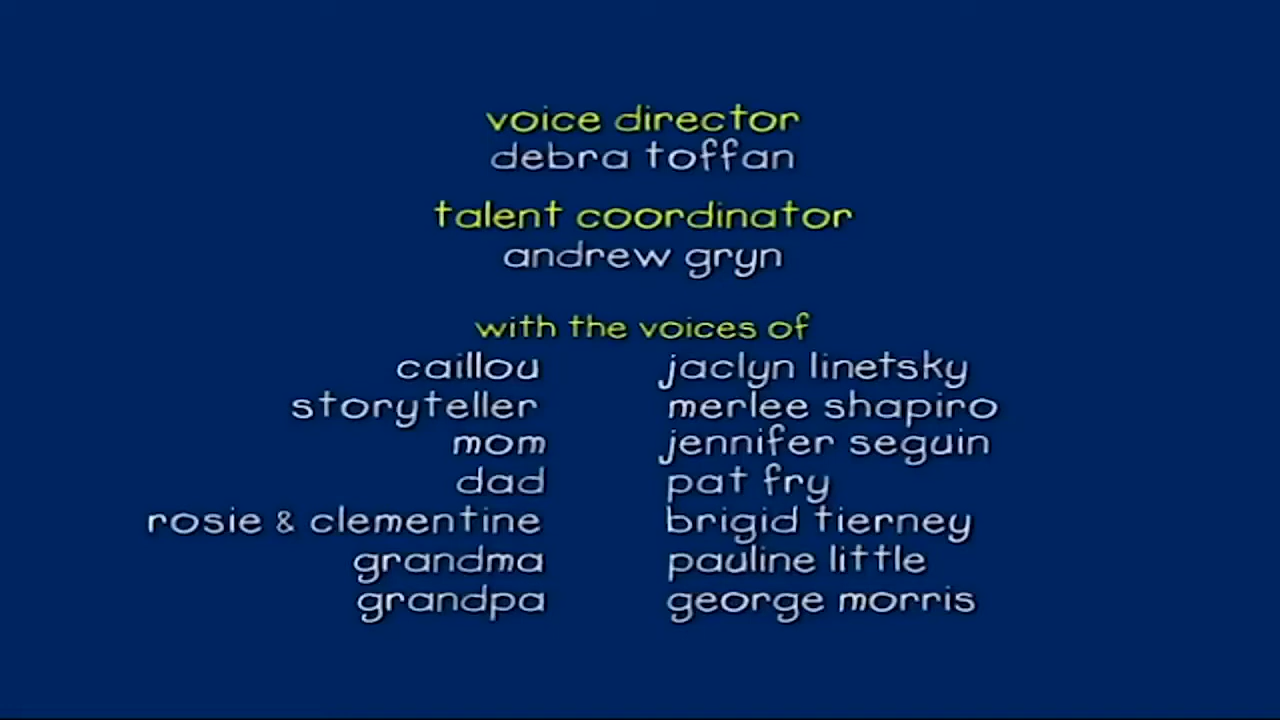 voice director
debra toffan
talent coordinator
andrew gryn
with the voices of
caillou jaclyn linetsky
storyteller merlee shapiro
mom jennifer seguin
dad pat fry
rosie & clementine brigid tierney
grandma pauline little
grandpa george morris